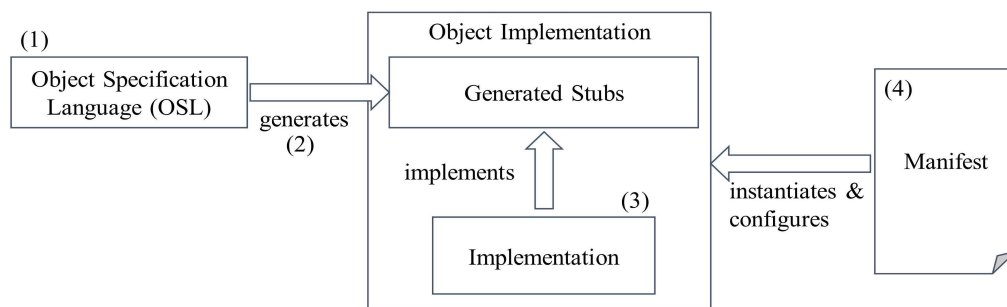 (1)
Object Specification
Language (OSL)
generates
(2)
Object Implementation
Generated Stubs
implements
(3)
Implementation
instantiates &
configures
(4)
Manifest